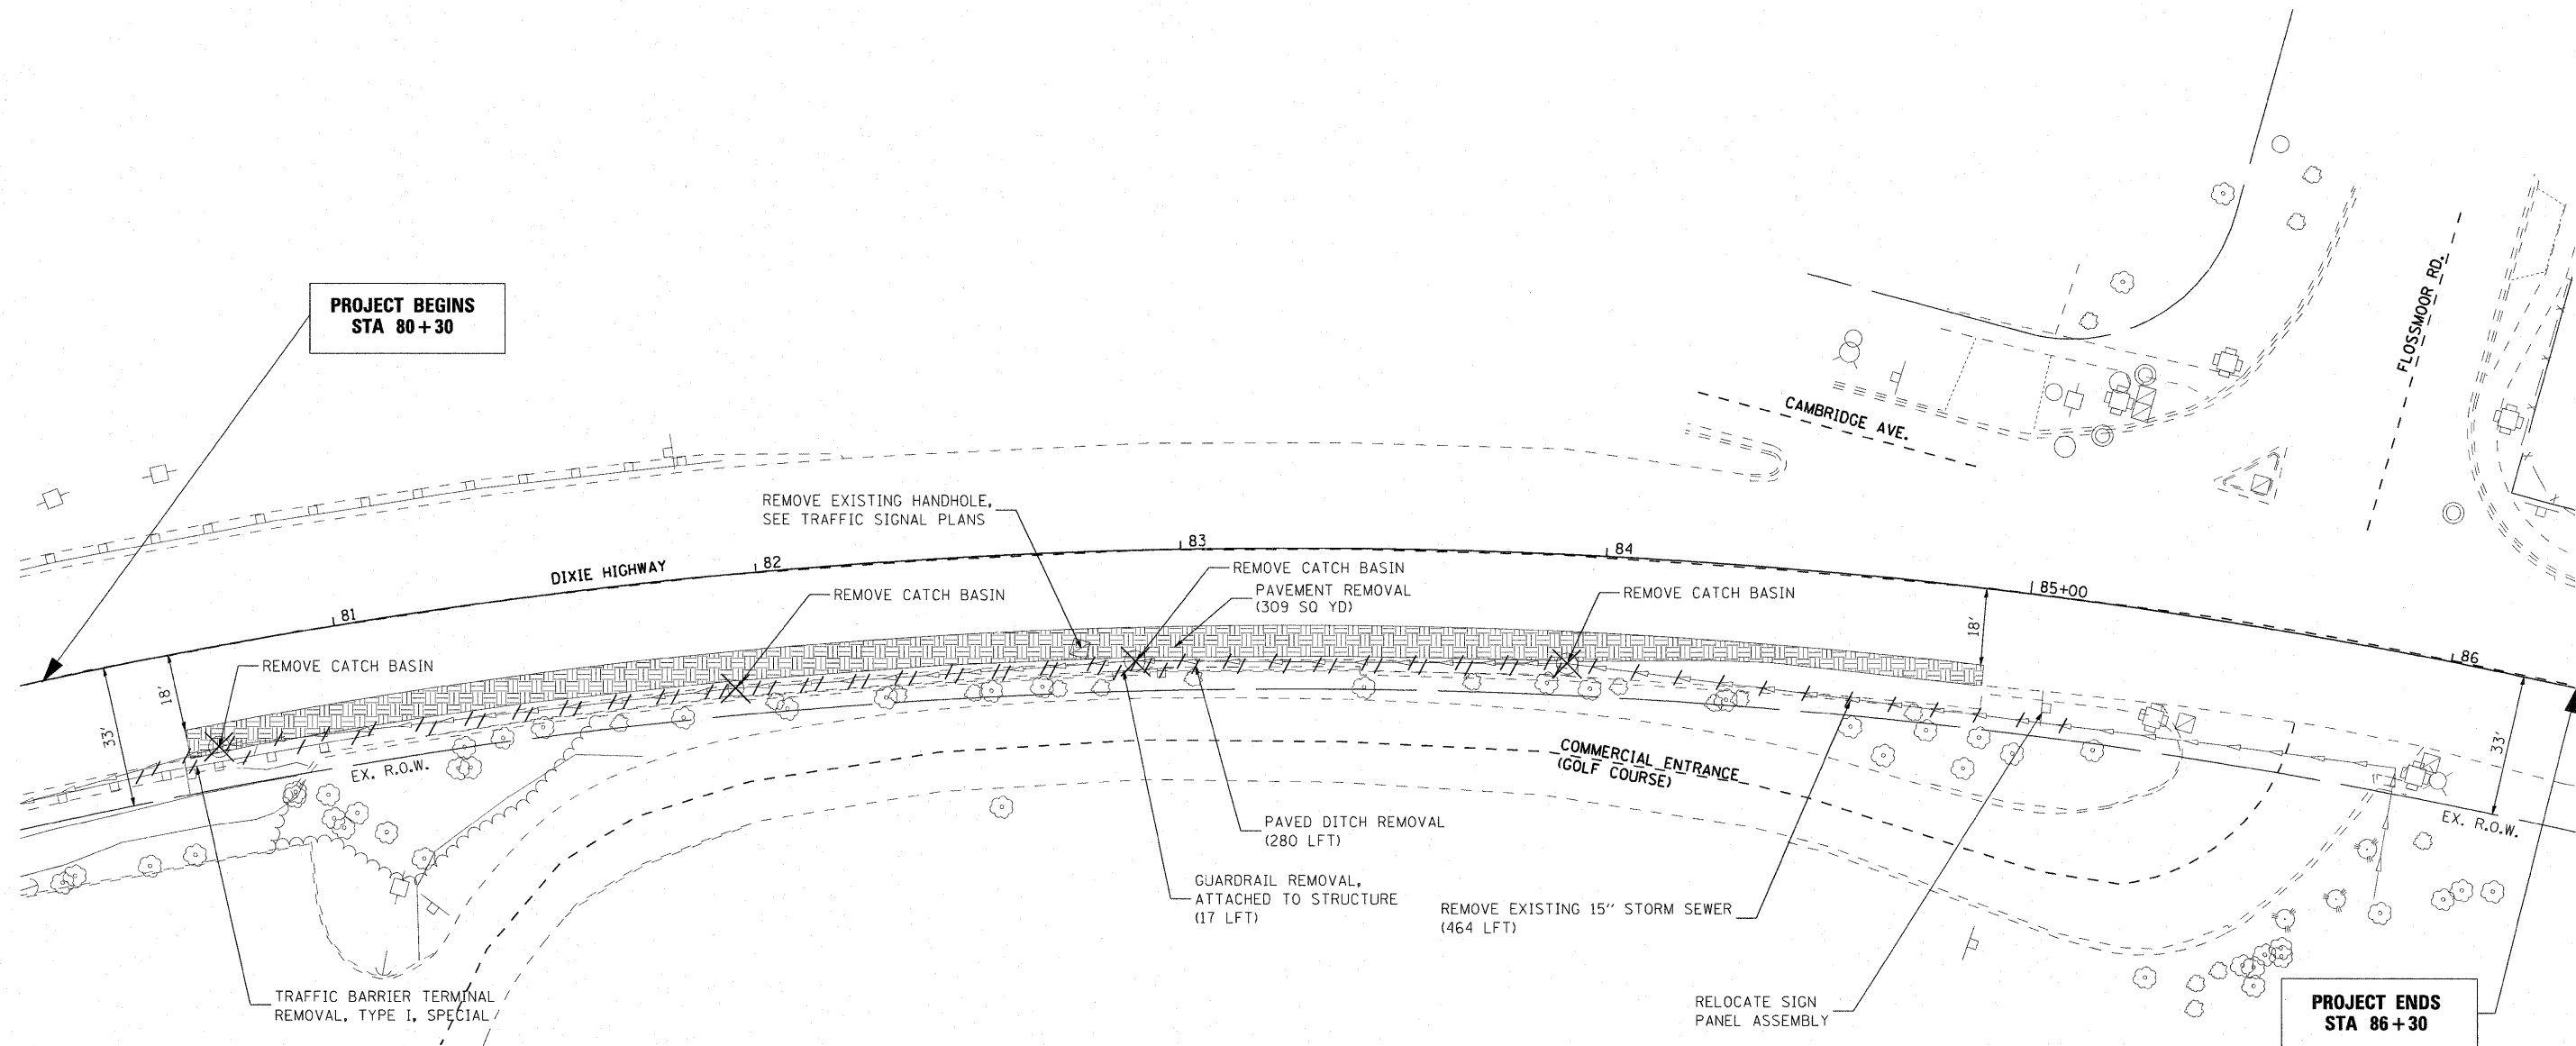 PROJECT BEGINS
STA 80+30
FLOSSMOOR RD.
CAMBRIDGE AVE.
REMOVE EXISTING HANDHOLE,
SEE TRAFFIC SIGNAL PLANS
DIXIE HIGHWAY
81
82
83
84
85+00
86
REMOVE CATCH BASIN
REMOVE CATCH BASIN
REMOVE CATCH BASIN
REMOVE CATCH BASIN
PAVEMENT REMOVAL
(309 SQ YD)
18'
18'
33'
33'
EX. R.O.W.
EX. R.O.W.
COMMERCIAL ENTRANCE
(GOLF COURSE)
PAVED DITCH REMOVAL
(280 LFT)
GUARDRAIL REMOVAL,
ATTACHED TO STRUCTURE
(17 LFT)
REMOVE EXISTING 15" STORM SEWER
(464 LFT)
TRAFFIC BARRIER TERMINAL
REMOVAL, TYPE I, SPECIAL
RELOCATE SIGN
PANEL ASSEMBLY
PROJECT ENDS
STA 86+30